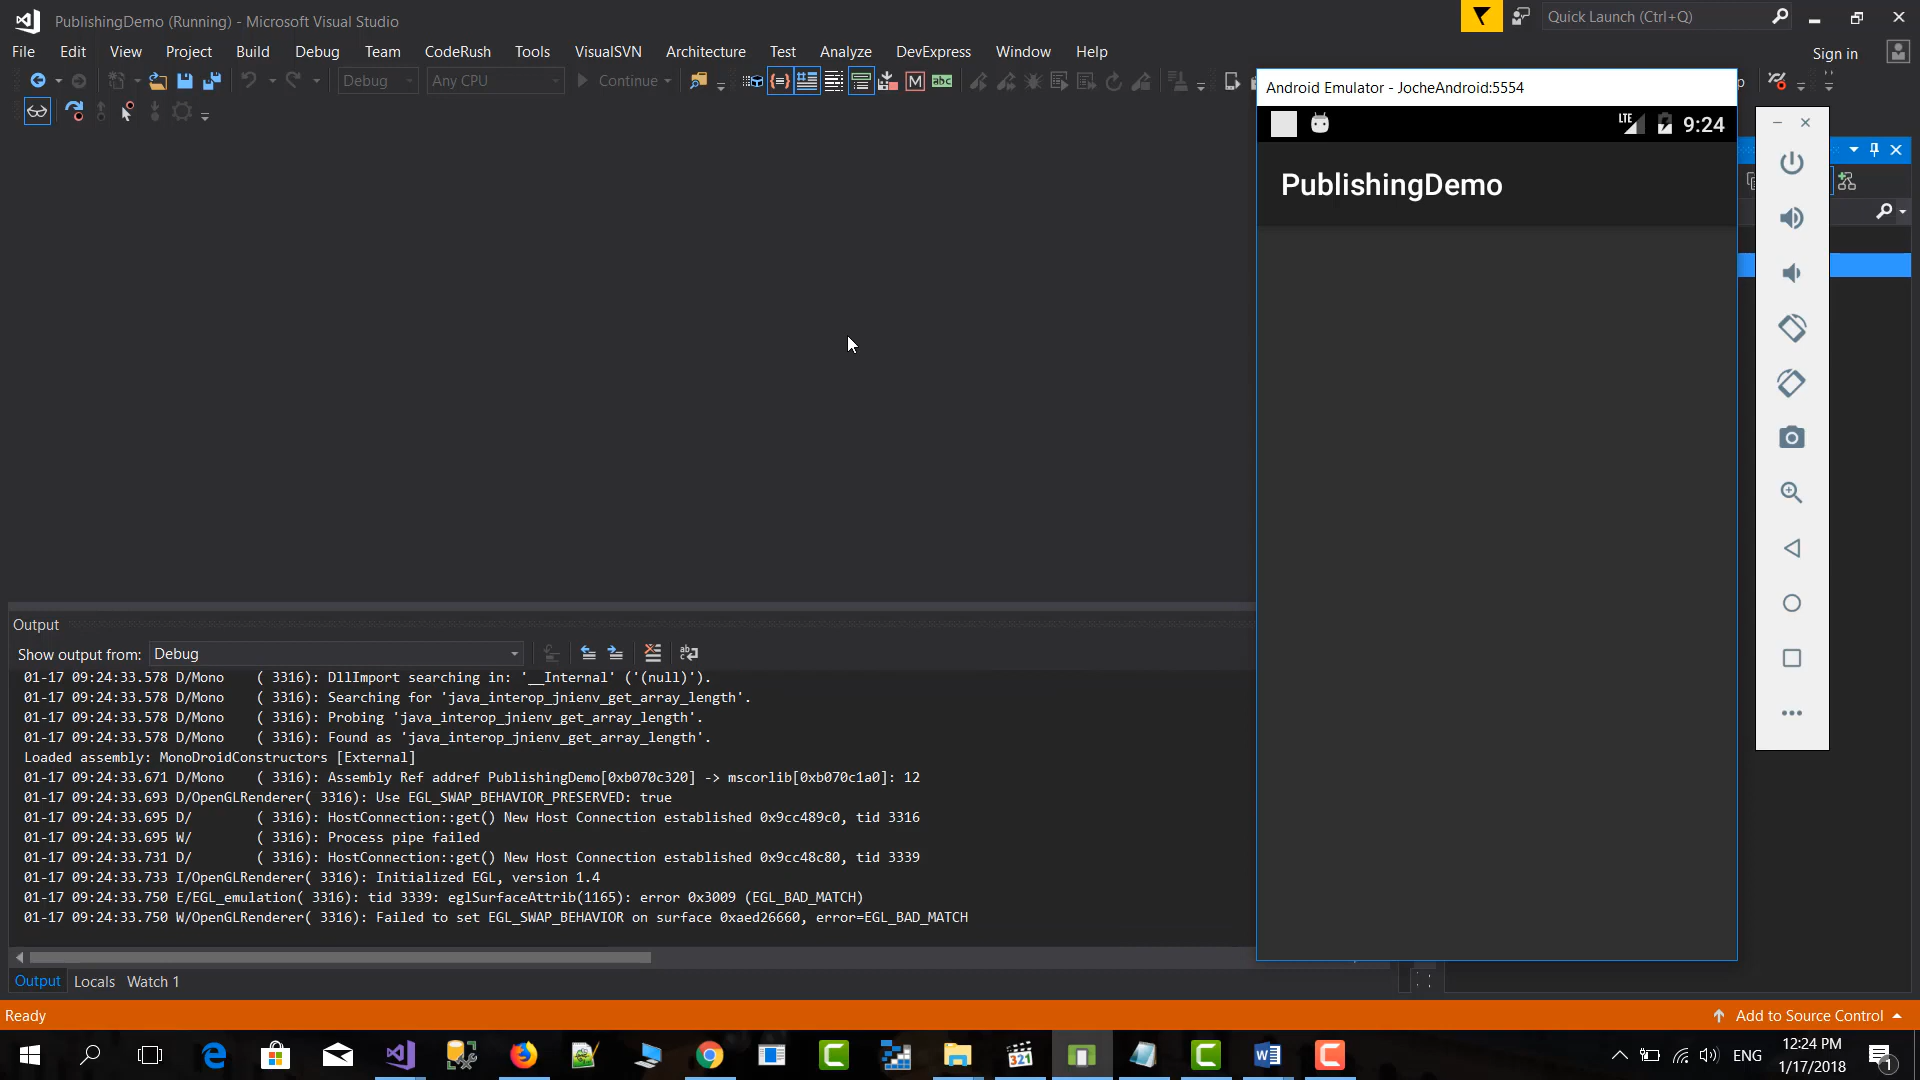 PublishingDemo (Running) - Microsoft Visual Studio
Quick Launch (Ctrl+Q)
File Edit View Project Build Debug Team CodeRush Tools VisualSVN Architecture Test Analyze DevExpress Window Help
Sign in
Debug Any CPU Continue
Android Emulator - JocheAndroid:5554
LTE 9:24
PublishingDemo
Output
Show output from: Debug
01-17 09:24:33.578 D/Mono ( 3316): DllImport searching in: '__Internal' ('(null)').
01-17 09:24:33.578 D/Mono ( 3316): Searching for 'java_interop_jnienv_get_array_length'.
01-17 09:24:33.578 D/Mono ( 3316): Probing 'java_interop_jnienv_get_array_length'.
01-17 09:24:33.578 D/Mono ( 3316): Found as 'java_interop_jnienv_get_array_length'.
Loaded assembly: MonoDroidConstructors [External]
01-17 09:24:33.671 D/Mono ( 3316): Assembly Ref addref PublishingDemo[0xb070c320] -> mscorlib[0xb070c1a0]: 12
01-17 09:24:33.693 D/OpenGLRenderer( 3316): Use EGL_SWAP_BEHAVIOR_PRESERVED: true
01-17 09:24:33.695 D/ ( 3316): HostConnection::get() New Host Connection established 0x9cc489c0, tid 3316
01-17 09:24:33.695 W/ ( 3316): Process pipe failed
01-17 09:24:33.731 D/ ( 3316): HostConnection::get() New Host Connection established 0x9cc48c80, tid 3339
01-17 09:24:33.733 I/OpenGLRenderer( 3316): Initialized EGL, version 1.4
01-17 09:24:33.750 E/EGL_emulation( 3316): tid 3339: eglSurfaceAttrib(1165): error 0x3009 (EGL_BAD_MATCH)
01-17 09:24:33.750 W/OpenGLRenderer( 3316): Failed to set EGL_SWAP_BEHAVIOR on surface 0xaed26660, error=EGL_BAD_MATCH
Output Locals Watch 1
Ready
Add to Source Control
ENG
12:24 PM
1/17/2018
1